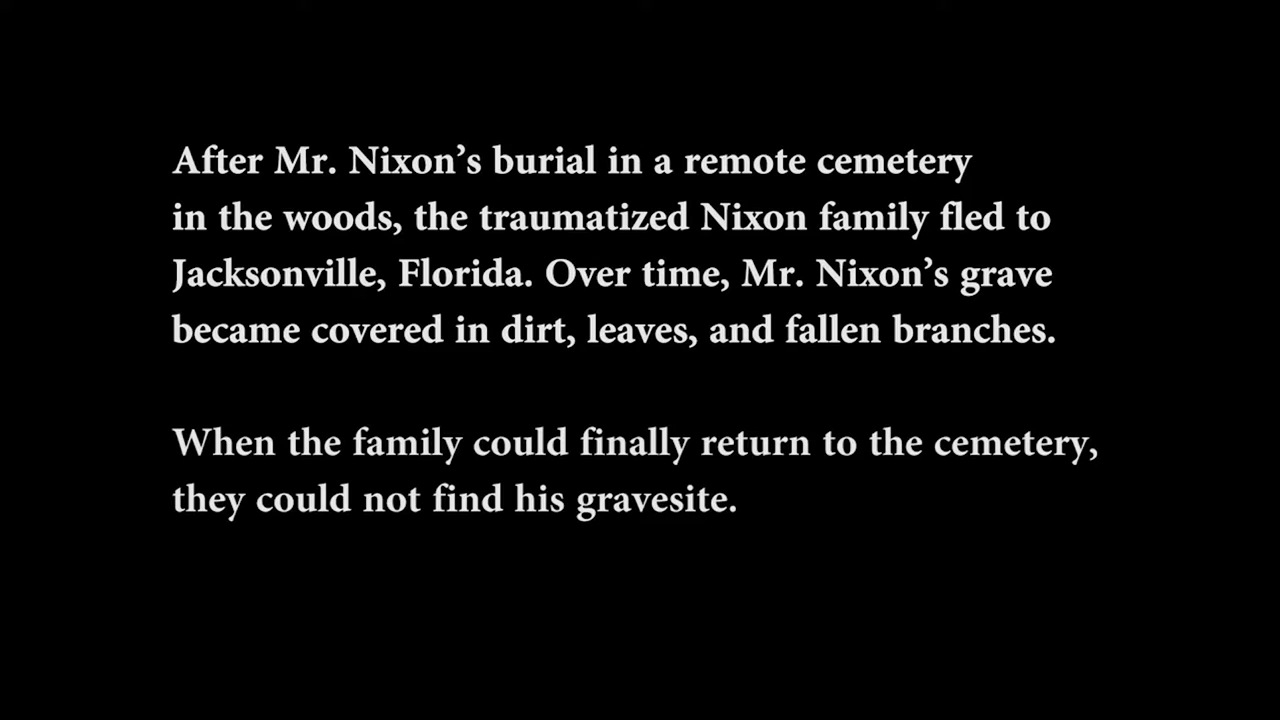 After Mr. Nixon’s burial in a remote cemetery
in the woods, the traumatized Nixon family fled to
Jacksonville, Florida. Over time, Mr. Nixon’s grave
became covered in dirt, leaves, and fallen branches.
When the family could finally return to the cemetery,
they could not find his gravesite.